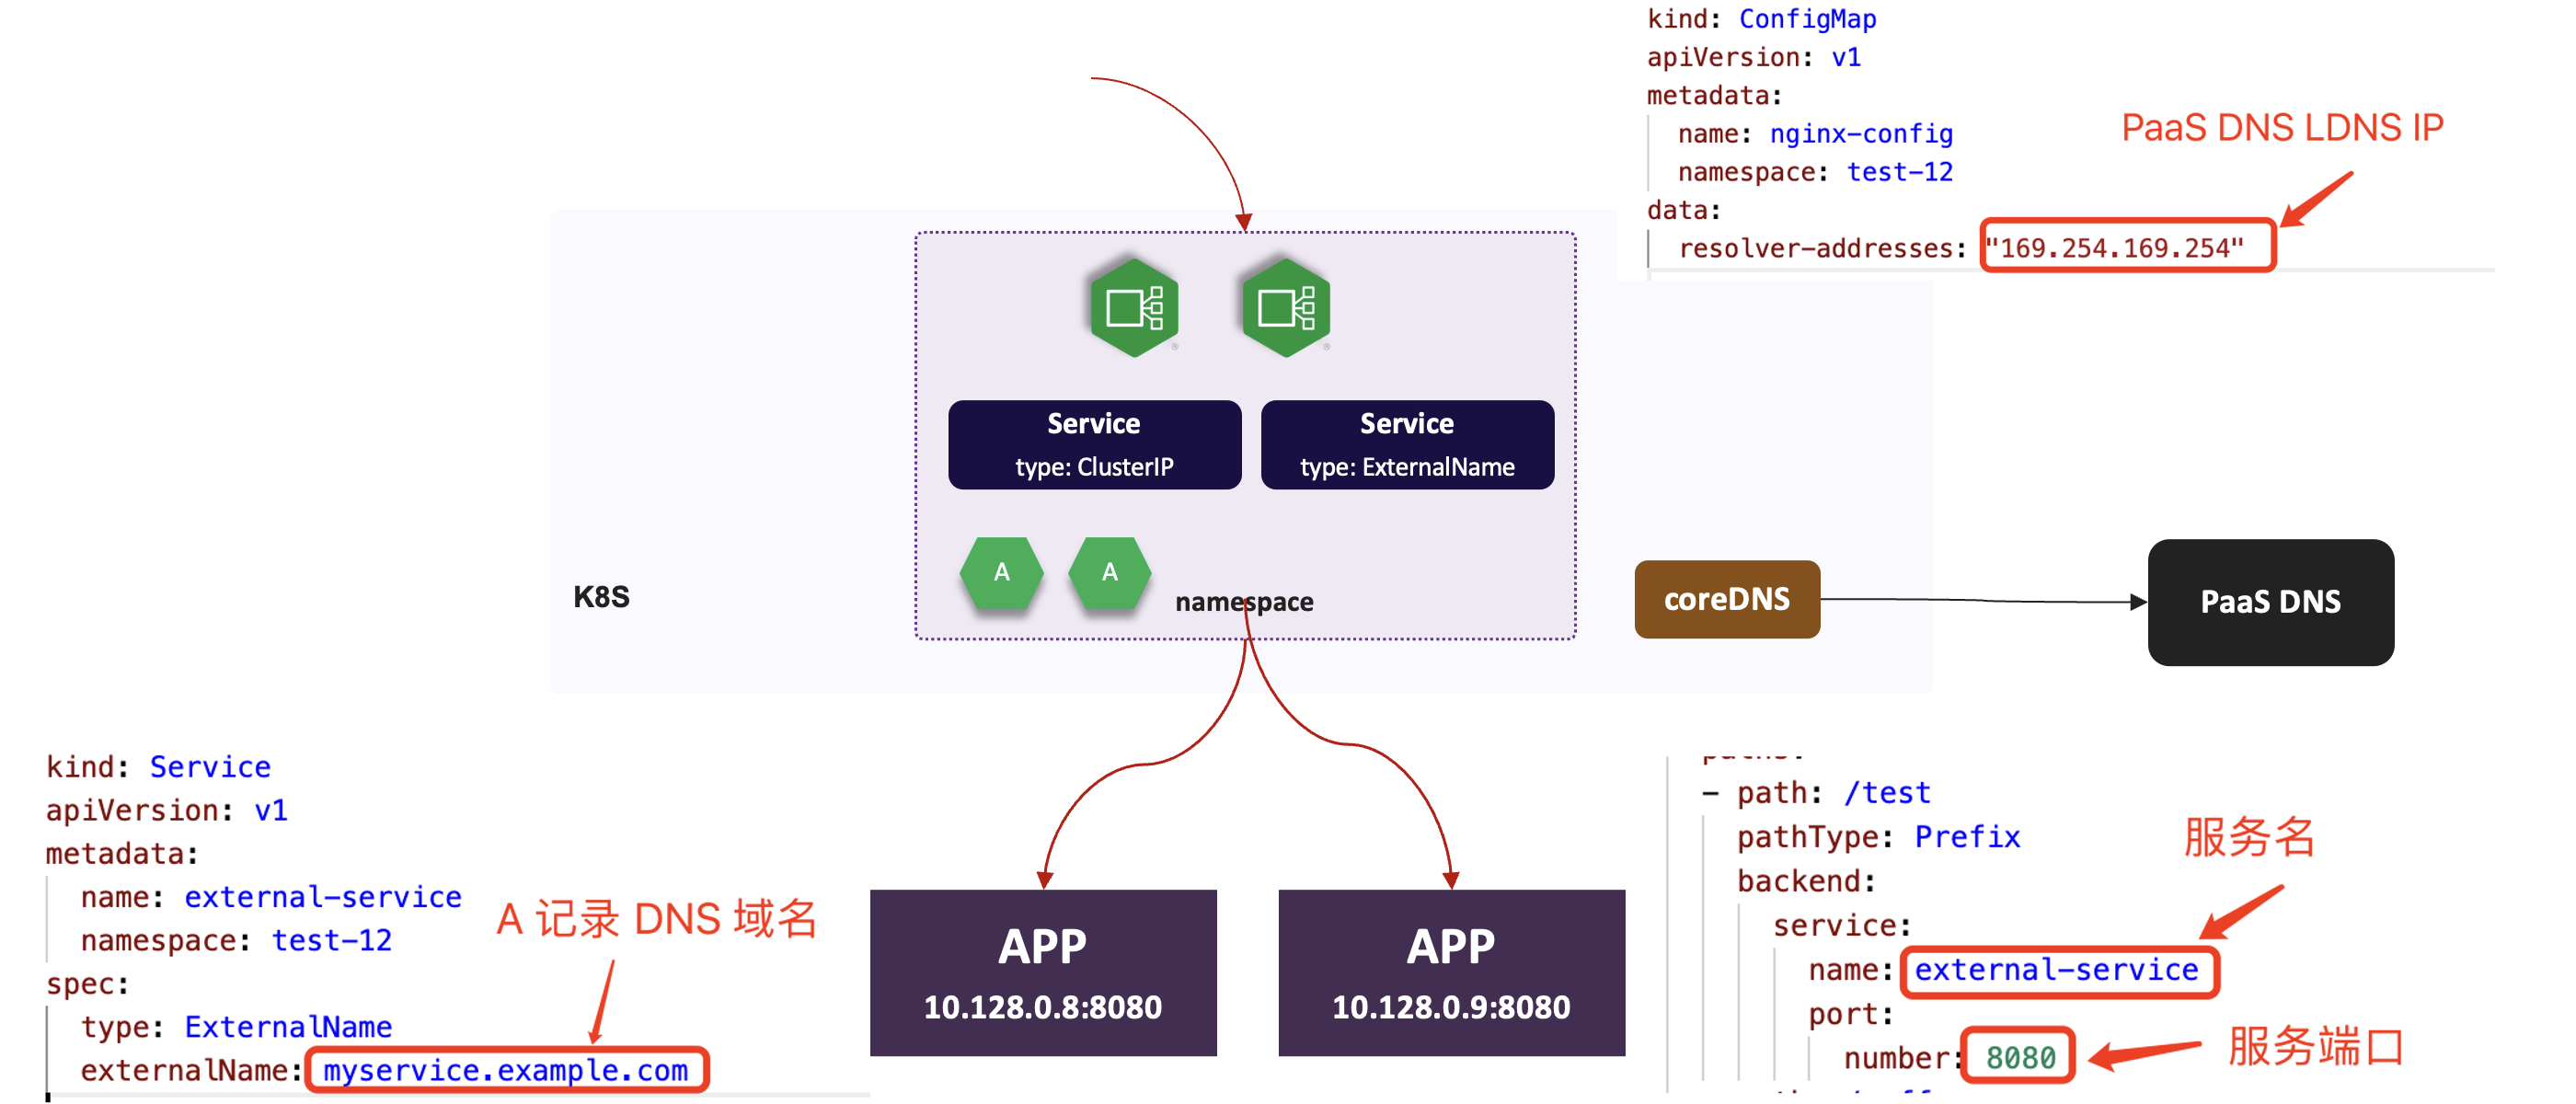 kind: ConfigMap
apiVersion: v1
metadata:
name: nginx-config
namespace: test-12
data:
resolver-addresses: "169.254.169.254"
PaaS DNS LDNS IP
Service
type: ClusterIP
Service
type: ExternalName
A
A
namespace
K8S
coreDNS
PaaS DNS
kind: Service
apiVersion: v1
metadata:
name: external-service
namespace: test-12
spec:
type: ExternalName
externalName: myservice.example.com
A 记录 DNS 域名
APP
10.128.0.8:8080
APP
10.128.0.9:8080
- path: /test
pathType: Prefix
backend:
service:
name: external-service
port:
number: 8080
服务名
服务端口